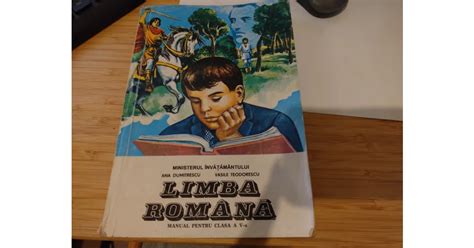 MINISTERUL ÎNVĂȚĂMÂNTULUI
ANA DUMITRESCU VASILE TEODORESCU
LIMBA
ROMÂNĂ
MANUAL PENTRU CLASA A V-a